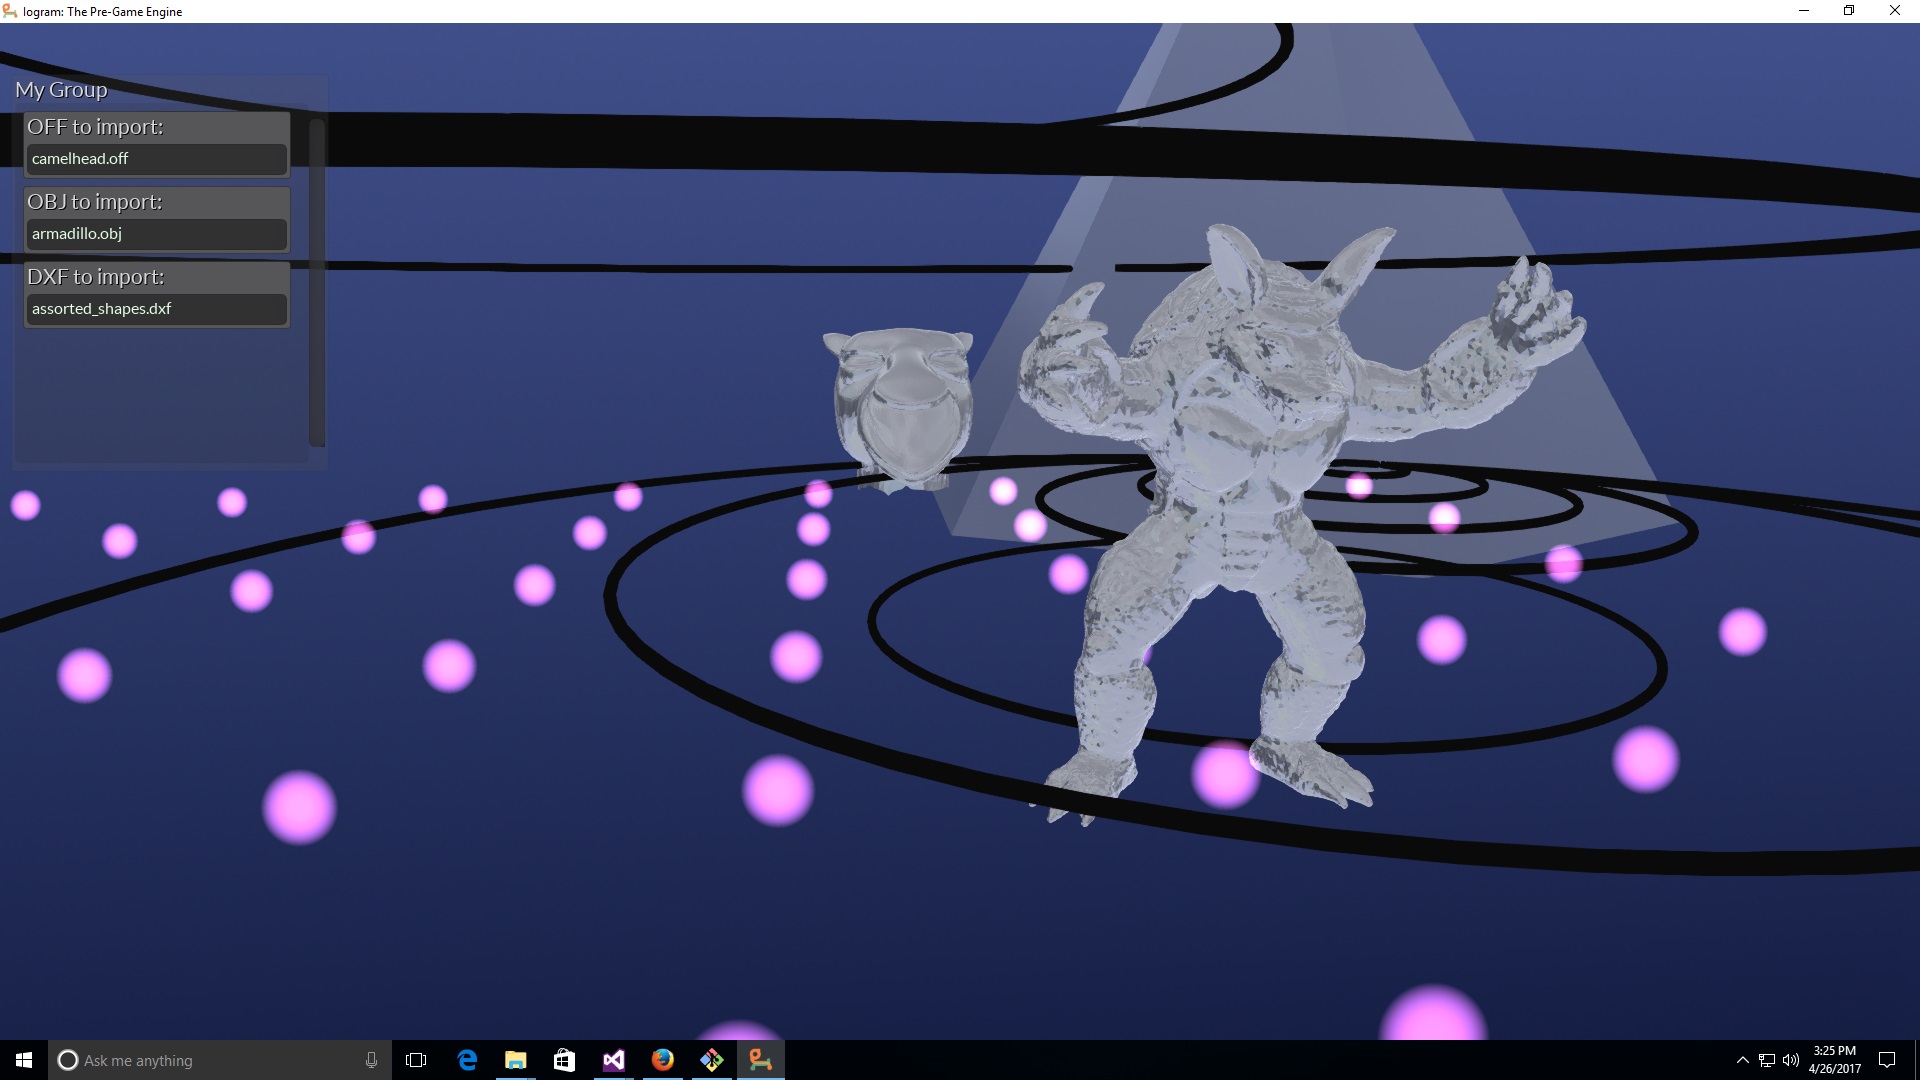 Iogram: The Pre-Game Engine
My Group
OFF to import:
camelhead.off
OBJ to import:
armadillo.obj
DXF to import:
assorted_shapes.dxf
Ask me anything
3:25 PM
4/26/2017